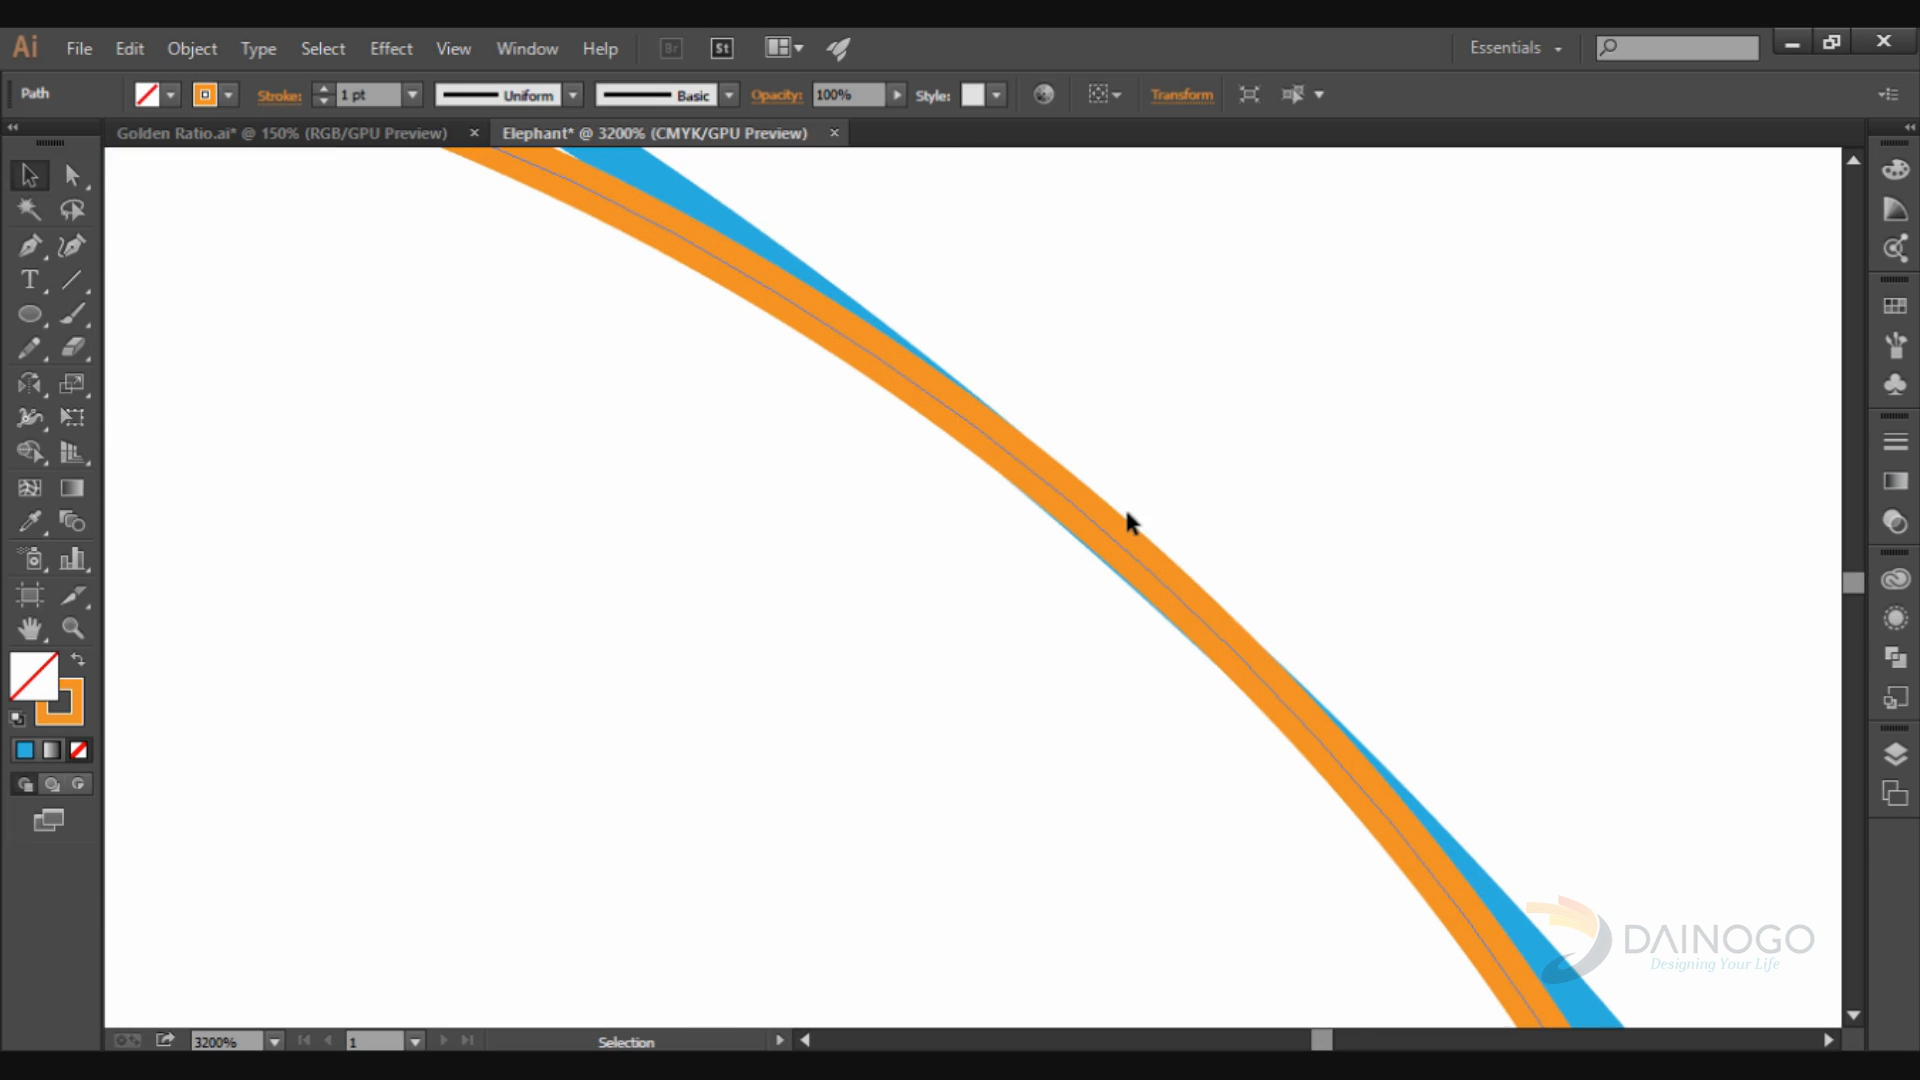 Ai File Edit Object Type Select Effect View Window Help Br St Essentials
Path Stroke: 1 pt Uniform Basic Opacity: 100% Style: Transform
Golden Ratio.ai* @ 150% (RGB/GPU Preview) × Elephant* @ 3200% (CMYK/GPU Preview) ×
T
DAINOGO
Designing Your Life
3200% 1 Selection